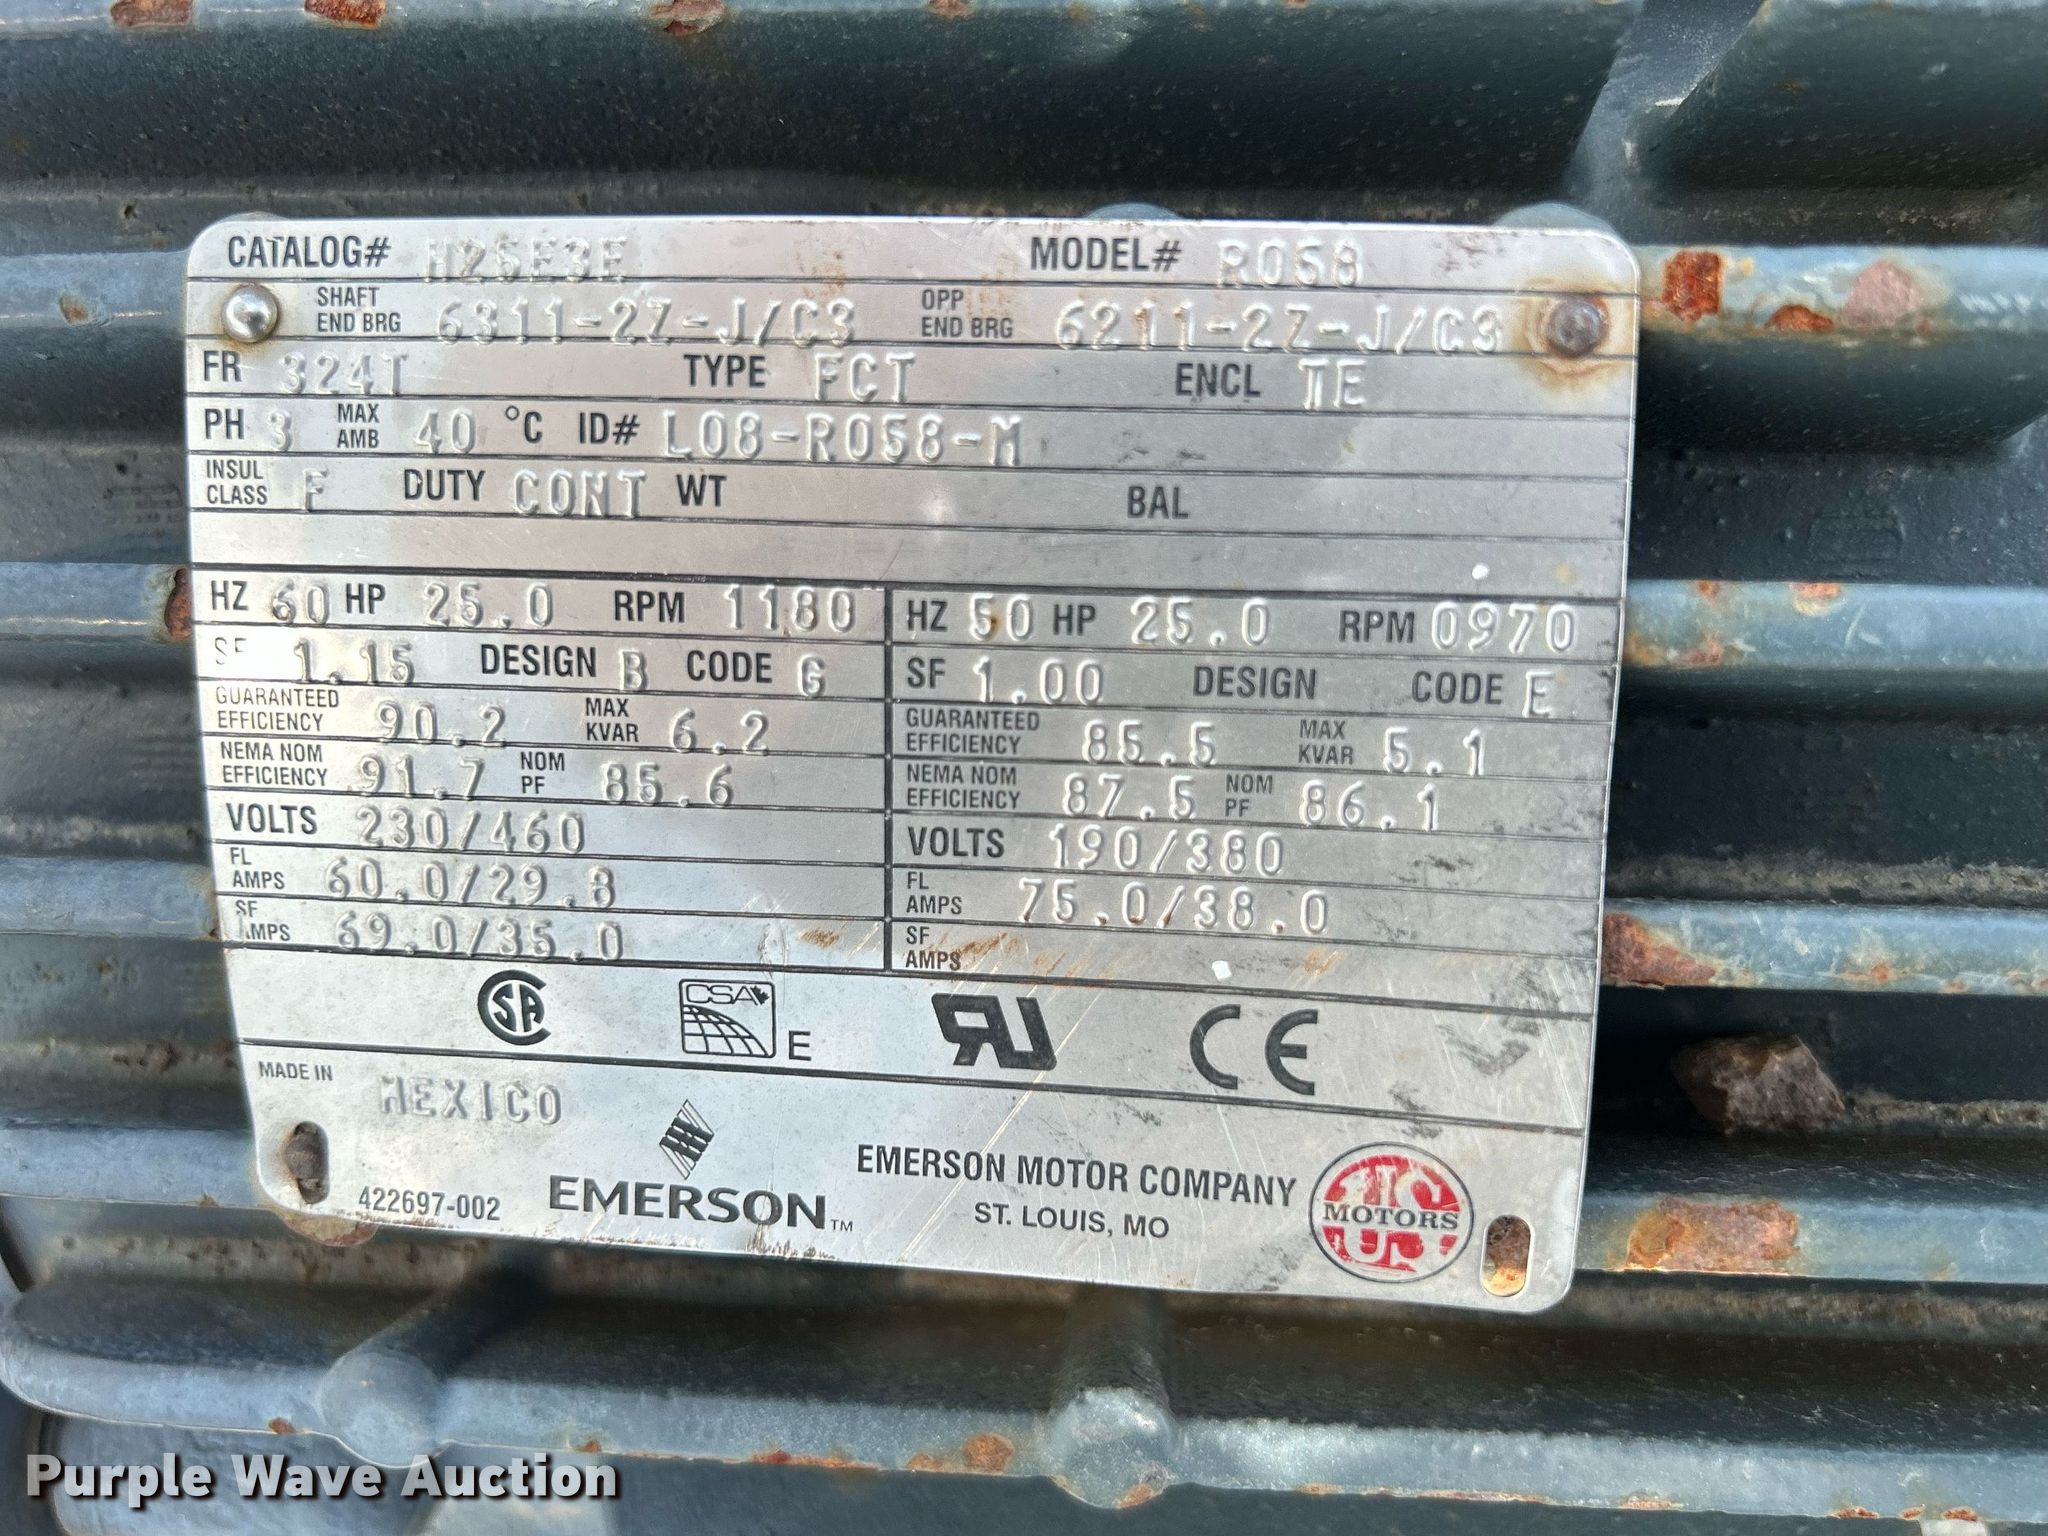 CATALOG# H25E3E MODEL# R058
SHAFT END BRG 6311-2Z-J/C3 OPP END BRG 6211-2Z-J/C3
FR 324T TYPE FCT ENCL TE
PH 3 MAX AMB 40 °C ID# L08-R058-M
INSUL CLASS F DUTY CONT WT BAL
HZ 60 HP 25.0 RPM 1180
SF 1.15 DESIGN B CODE G
GUARANTEED EFFICIENCY 90.2 MAX KVAR 6.2
NEMA NOM EFFICIENCY 91.7 NOM PF 85.6
VOLTS 230/460
FL AMPS 60.0/29.8
SF AMPS 69.0/35.0
HZ 50 HP 25.0 RPM 0970
SF 1.00 DESIGN CODE E
GUARANTEED EFFICIENCY 85.5 MAX KVAR 5.1
NEMA NOM EFFICIENCY 87.5 NOM PF 86.1
VOLTS 190/380
FL AMPS 75.0/38.0
SF AMPS
CSA CSA E RU CE
MADE IN MEXICO
422697-002 EMERSON™
EMERSON MOTOR COMPANY
ST. LOUIS, MO
US MOTORS
Purple Wave Auction